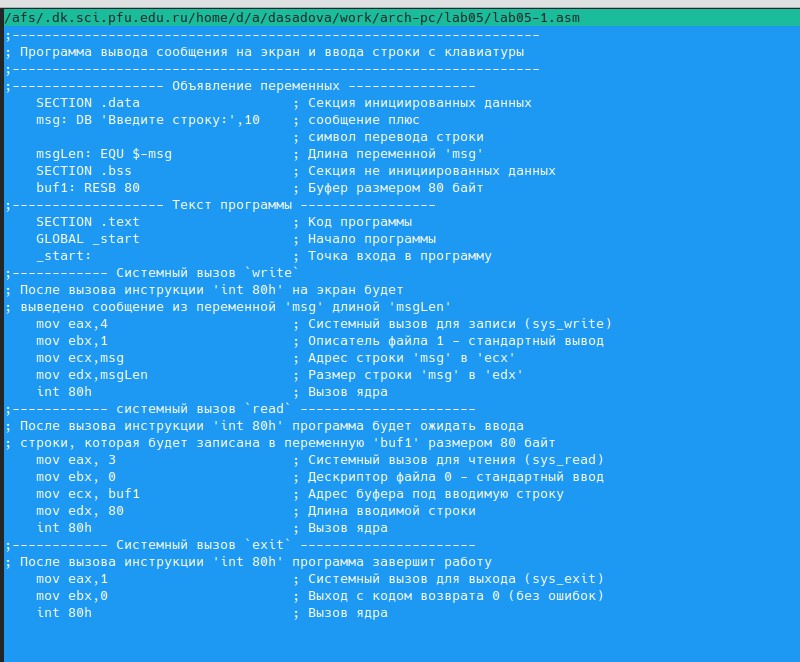 /afs/.dk.sci.pfu.edu.ru/home/d/a/dasadova/work/arch-pc/lab05/lab05-1.asm
;------------------------------------------------------------------
; Программа вывода сообщения на экран и ввода строки с клавиатуры
;------------------------------------------------------------------
;------------------- Объявление переменных ----------------
    SECTION .data                   ; Секция инициированных данных
    msg: DB 'Введите строку:',10    ; сообщение плюс
                                    ; символ перевода строки
    msgLen: EQU $-msg               ; Длина переменной 'msg'
    SECTION .bss                    ; Секция не инициированных данных
    buf1: RESB 80                   ; Буфер размером 80 байт
;------------------- Текст программы -----------------
    SECTION .text                   ; Код программы
    GLOBAL _start                   ; Начало программы
    _start:                         ; Точка входа в программу
;------------ Системный вызов `write`
; После вызова инструкции 'int 80h' на экран будет
; выведено сообщение из переменной 'msg' длиной 'msgLen'
    mov eax,4                       ; Системный вызов для записи (sys_write)
    mov ebx,1                       ; Описатель файла 1 - стандартный вывод
    mov ecx,msg                     ; Адрес строки 'msg' в 'ecx'
    mov edx,msgLen                  ; Размер строки 'msg' в 'edx'
    int 80h                         ; Вызов ядра
;------------ системный вызов `read` ----------------------
; После вызова инструкции 'int 80h' программа будет ожидать ввода
; строки, которая будет записана в переменную 'buf1' размером 80 байт
    mov eax, 3                      ; Системный вызов для чтения (sys_read)
    mov ebx, 0                      ; Дескриптор файла 0 - стандартный ввод
    mov ecx, buf1                   ; Адрес буфера под вводимую строку
    mov edx, 80                     ; Длина вводимой строки
    int 80h                         ; Вызов ядра
;------------ Системный вызов `exit` ----------------------
; После вызова инструкции 'int 80h' программа завершит работу
    mov eax,1                       ; Системный вызов для выхода (sys_exit)
    mov ebx,0                       ; Выход с кодом возврата 0 (без ошибок)
    int 80h                         ; Вызов ядра